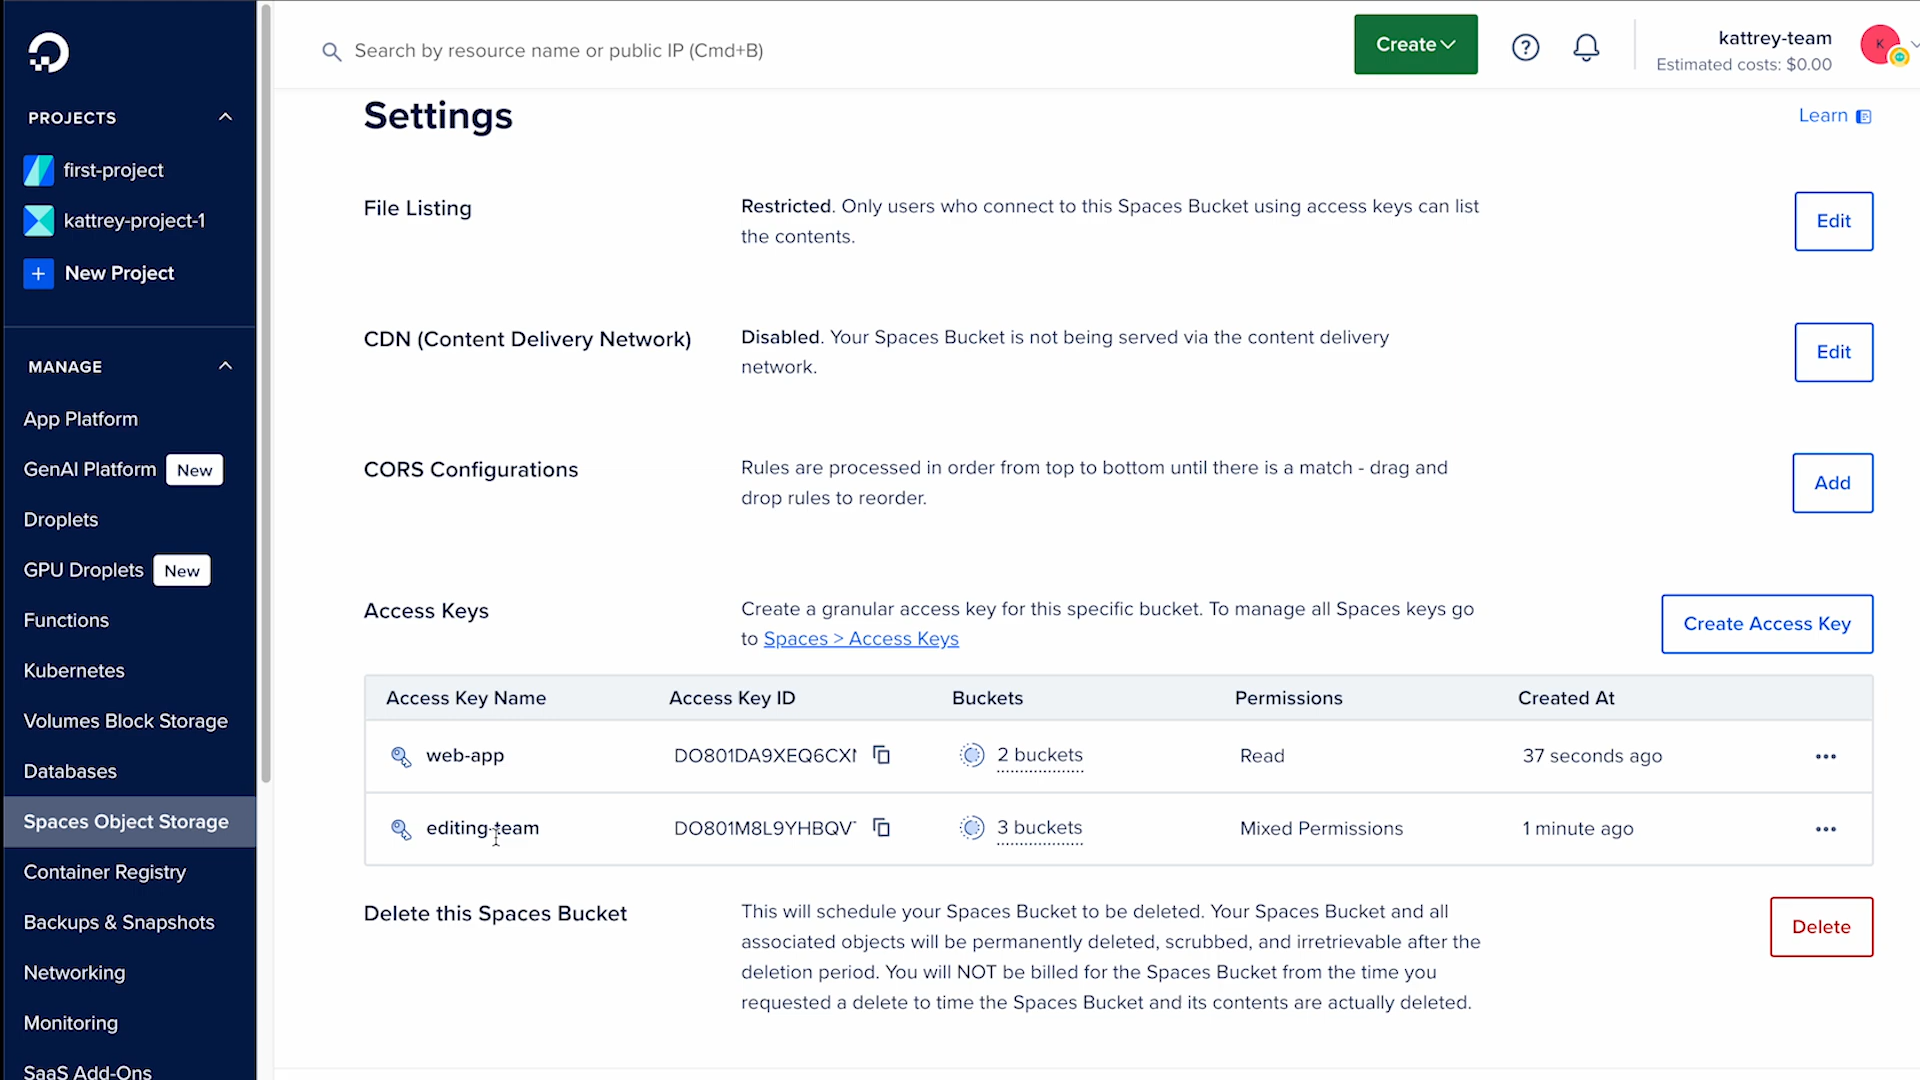 Search by resource name or public IP (Cmd+B)
Create
?
kattrey-team
Estimated costs: $0.00
K
PROJECTS
first-project
kattrey-project-1
+ New Project
MANAGE
App Platform
GenAI Platform New
Droplets
GPU Droplets New
Functions
Kubernetes
Volumes Block Storage
Databases
Spaces Object Storage
Container Registry
Backups & Snapshots
Networking
Monitoring
SaaS Add-Ons
Settings
Learn
File Listing
Restricted. Only users who connect to this Spaces Bucket using access keys can list
the contents.
Edit
CDN (Content Delivery Network)
Disabled. Your Spaces Bucket is not being served via the content delivery
network.
Edit
CORS Configurations
Rules are processed in order from top to bottom until there is a match - drag and
drop rules to reorder.
Add
Access Keys
Create a granular access key for this specific bucket. To manage all Spaces keys go
to Spaces > Access Keys
Create Access Key
Access Key Name Access Key ID Buckets Permissions Created At
web-app DO801DA9XEQ6CX 2 buckets Read 37 seconds ago
editing-team DO801M8L9YHBQV 3 buckets Mixed Permissions 1 minute ago
Delete this Spaces Bucket
This will schedule your Spaces Bucket to be deleted. Your Spaces Bucket and all
associated objects will be permanently deleted, scrubbed, and irretrievable after the
deletion period. You will NOT be billed for the Spaces Bucket from the time you
requested a delete to time the Spaces Bucket and its contents are actually deleted.
Delete